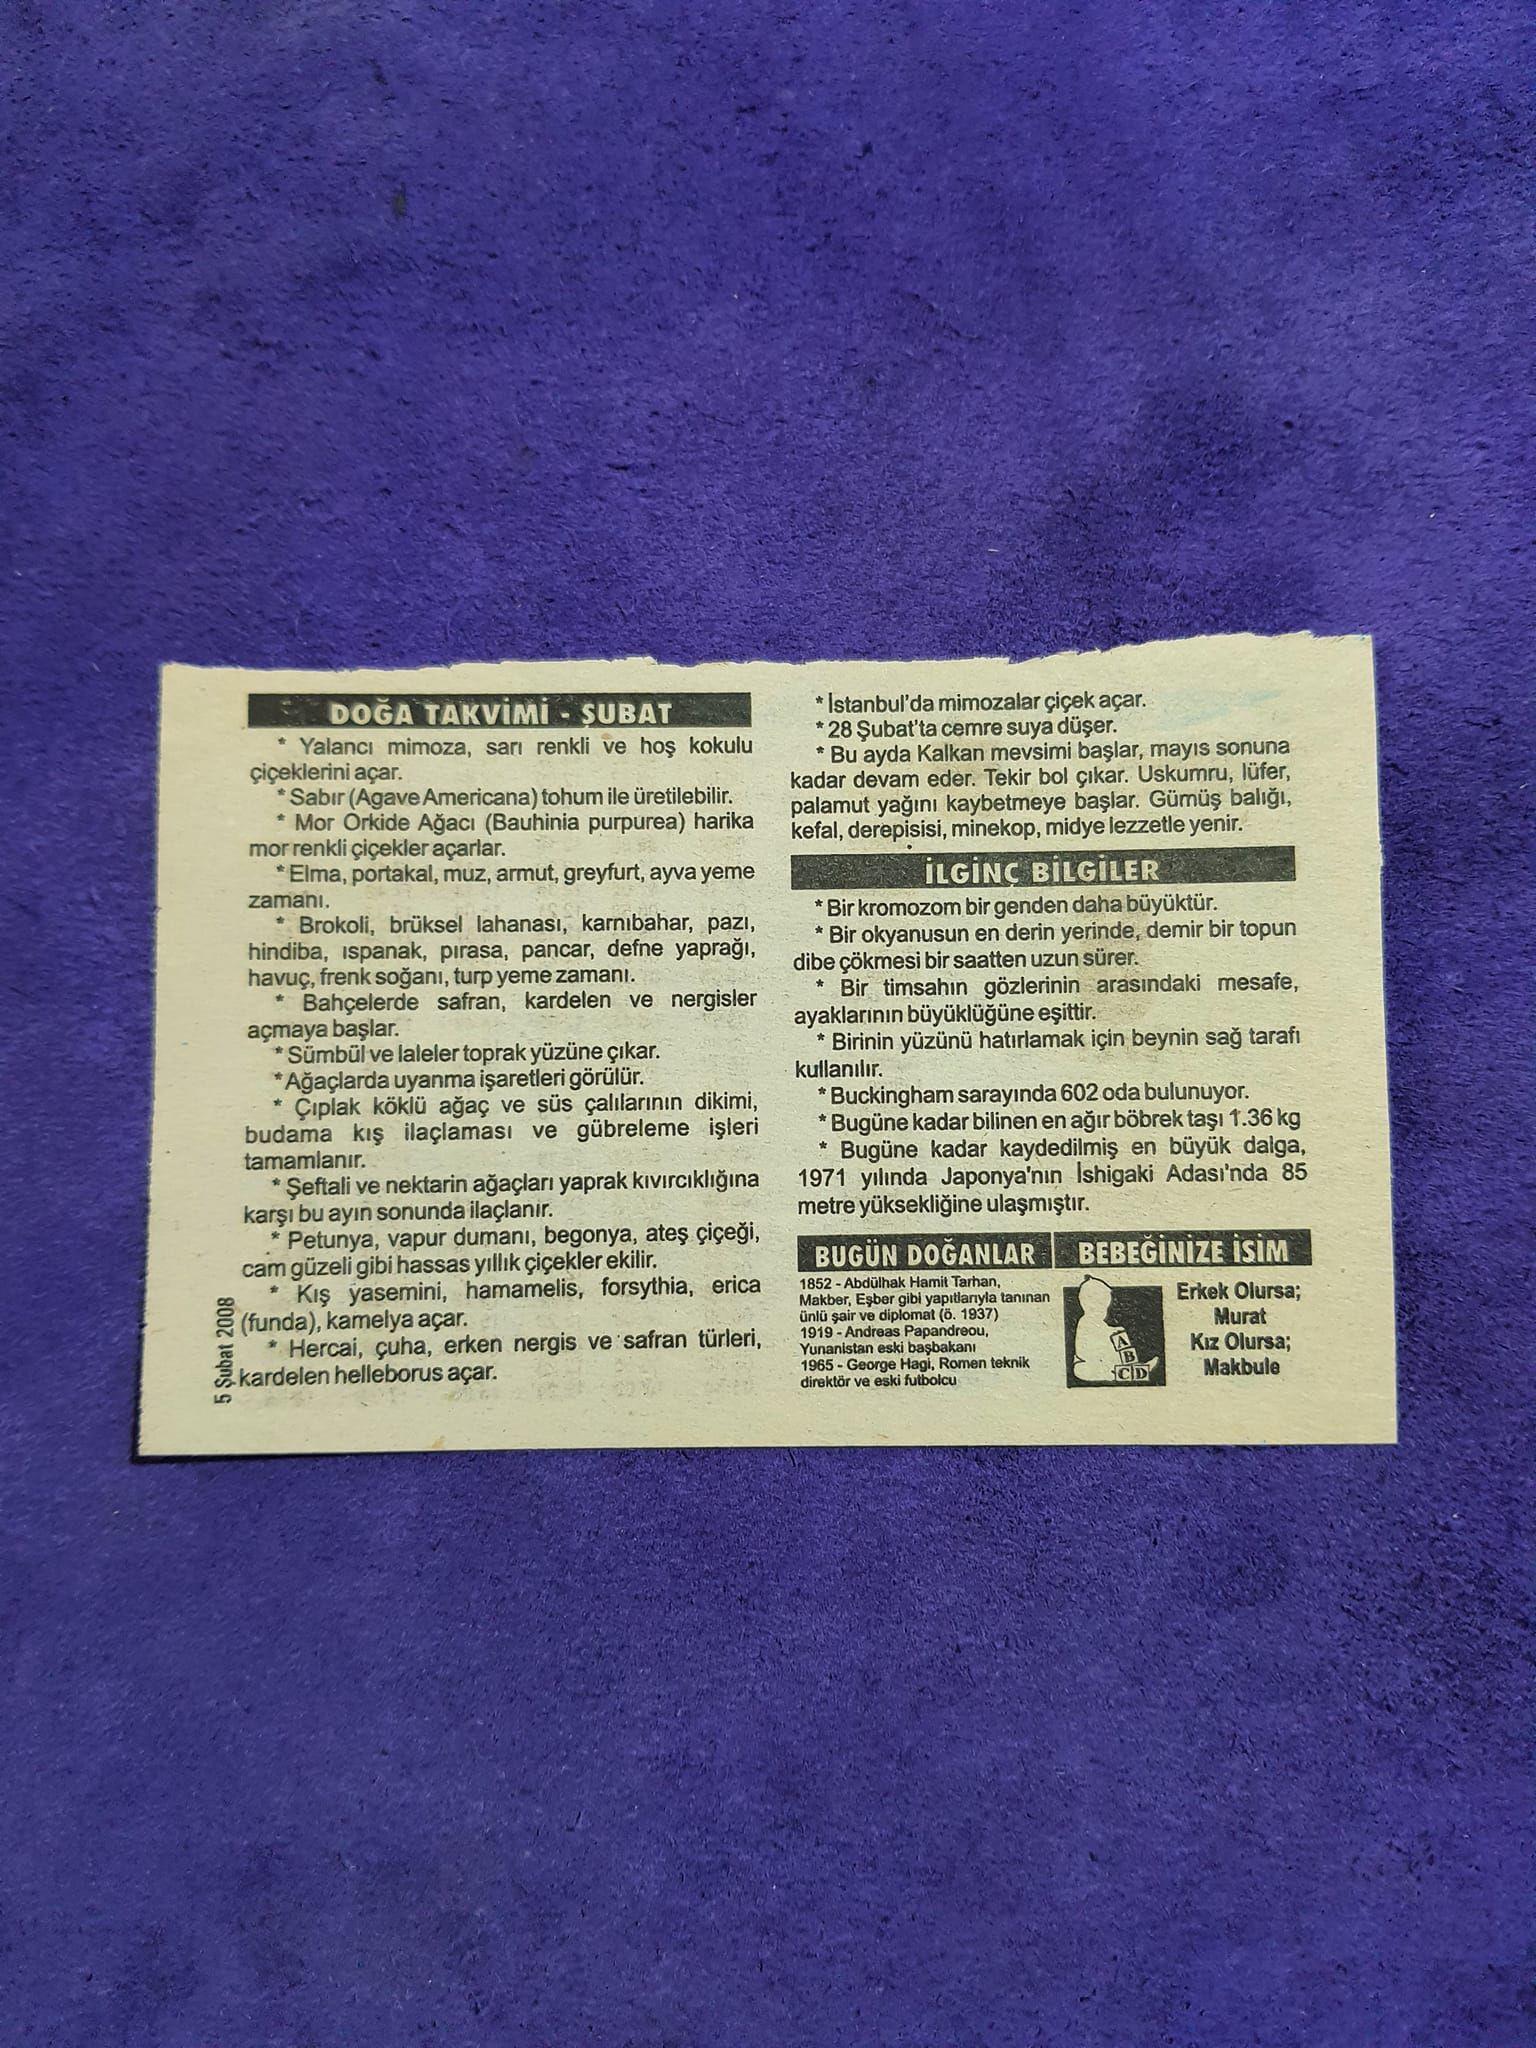 DOĞA TAKVİMİ - ŞUBAT
* Yalancı mimoza, sarı renkli ve hoş kokulu
çiçeklerini açar.
* Sabır (Agave Americana) tohum ile üretilebilir.
* Mor Orkide Ağacı (Bauhinia purpurea) harika
mor renkli çiçekler açarlar.
* Elma, portakal, muz, armut, greyfurt, ayva yeme
zamanı.
* Brokoli, brüksel lahanası, karnıbahar, pazı,
hindiba, ıspanak, pırasa, pancar, defne yaprağı,
havuç, frenk soğanı, turp yeme zamanı.
* Bahçelerde safran, kardelen ve nergisler
açmaya başlar.
* Sümbül ve laleler toprak yüzüne çıkar.
* Ağaçlarda uyanma işaretleri görülür.
* Çıplak köklü ağaç ve süs çalılarının dikimi,
budama kış ilaçlaması ve gübreleme işleri
tamamlanır.
* Şeftali ve nektarin ağaçları yaprak kıvırcıklığına
karşı bu ayın sonunda ilaçlanır.
* Petunya, vapur dumanı, begonya, ateş çiçeği,
cam güzeli gibi hassas yıllık çiçekler ekilir.
* Kış yasemini, hamamelis, forsythia, erica
(funda), kamelya açar.
* Hercai, çuha, erken nergis ve safran türleri,
kardelen helleborus açar.
5 Şubat 2008
* İstanbul'da mimozalar çiçek açar.
* 28 Şubat'ta cemre suya düşer.
* Bu ayda Kalkan mevsimi başlar, mayıs sonuna
kadar devam eder. Tekir bol çıkar. Uskumru, lüfer,
palamut yağını kaybetmeye başlar. Gümüş balığı,
kefal, derepisisi, minekop, midye lezzetle yenir.
İLGİNÇ BİLGİLER
* Bir kromozom bir genden daha büyüktür.
* Bir okyanusun en derin yerinde, demir bir topun
dibe çökmesi bir saatten uzun sürer.
* Bir timsahın gözlerinin arasındaki mesafe,
ayaklarının büyüklüğüne eşittir.
* Birinin yüzünü hatırlamak için beynin sağ tarafı
kullanılır.
* Buckingham sarayında 602 oda bulunuyor.
* Bugüne kadar bilinen en ağır böbrek taşı 1.36 kg
* Bugüne kadar kaydedilmiş en büyük dalga,
1971 yılında Japonya'nın İshigaki Adası'nda 85
metre yüksekliğine ulaşmıştır.
BUGÜN DOĞANLAR
1852 - Abdülhak Hamit Tarhan,
Makber, Eşber gibi yapıtlarıyla tanınan
ünlü şair ve diplomat (ö. 1937)
1919 - Andreas Papandreou,
Yunanistan eski başbakanı
1965 - George Hagi, Romen teknik
direktör ve eski futbolcu
BEBEĞİNİZE İSİM
A
B
C D
Erkek Olursa;
Murat
Kız Olursa;
Makbule